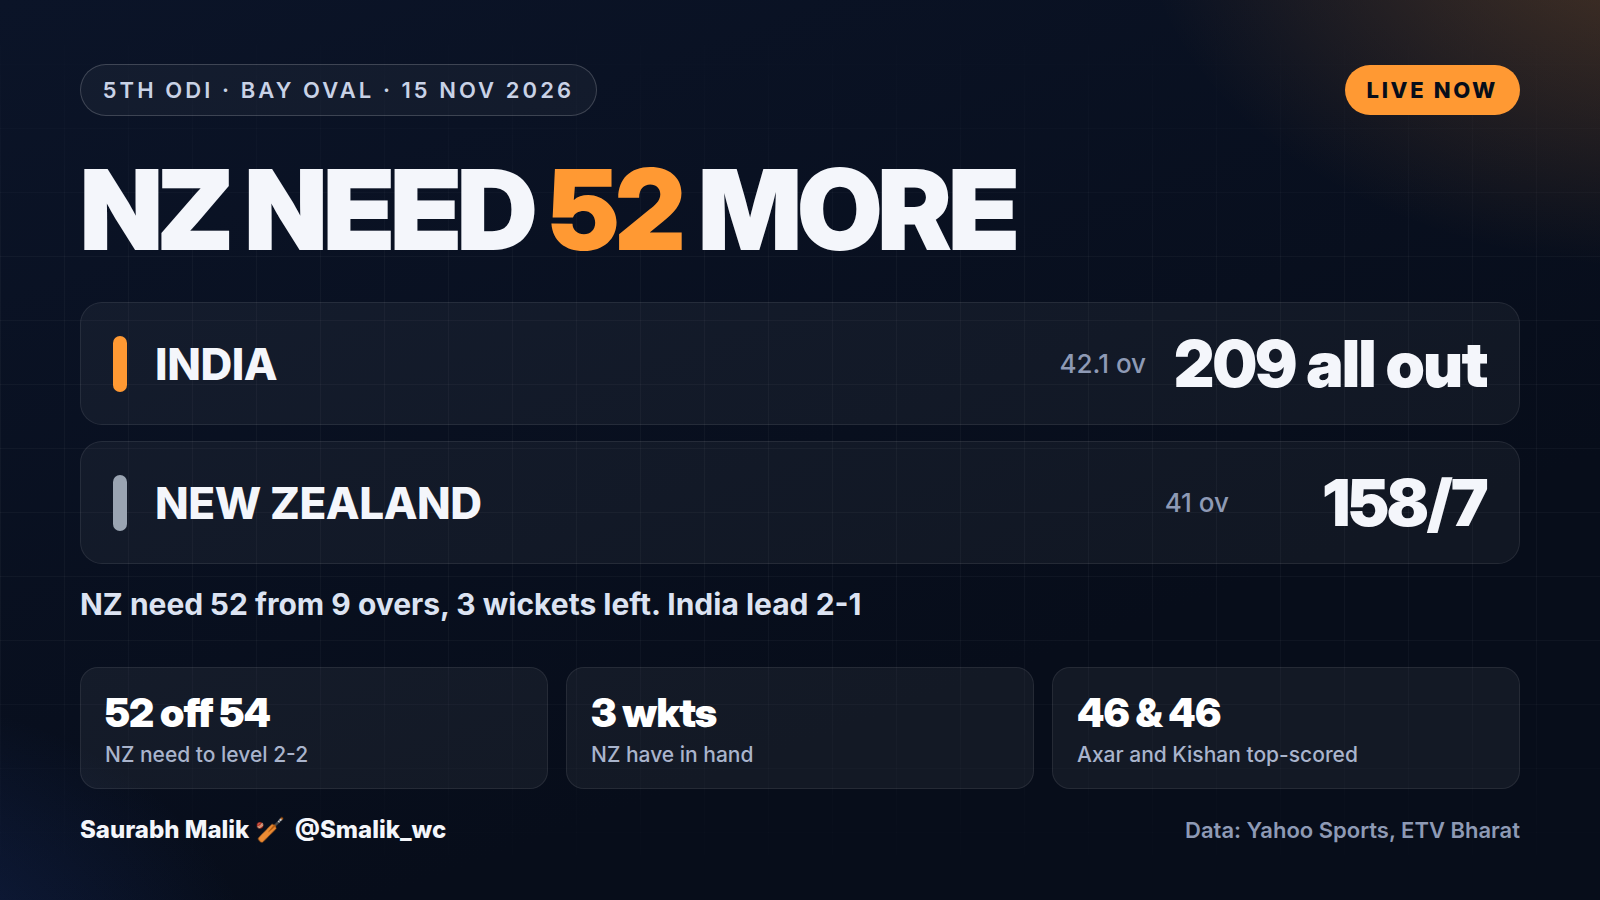 5TH ODI · BAY OVAL · 15 NOV 2026
LIVE NOW
NZ NEED 52 MORE
INDIA 42.1 ov 209 all out
NEW ZEALAND 41 ov 158/7
NZ need 52 from 9 overs, 3 wickets left. India lead 2-1
52 off 54
NZ need to level 2-2
3 wkts
NZ have in hand
46 & 46
Axar and Kishan top-scored
Saurabh Malik 🏏 @Smalik_wc
Data: Yahoo Sports, ETV Bharat